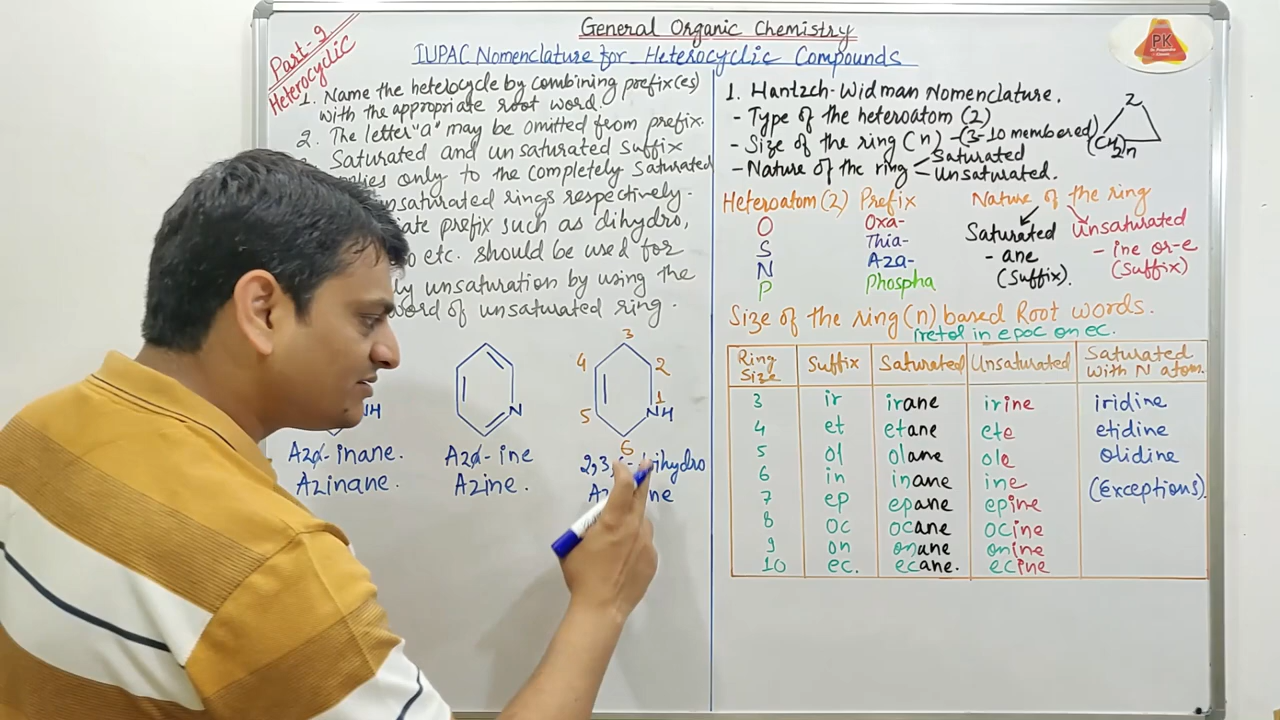 General Organic Chemistry
IUPAC Nomenclature for Heterocyclic Compounds
Part-9
Heterocyclic
PK
1. Name the heterocycle by combining prefix(es)
with the appropriate root word.
2. The letter "a" may be omitted from prefix.
Saturated and unsaturated suffix
only to the completely saturated
unsaturated rings respectively.
prefix such as dihydro,
etc. should be used for
unsaturation by using the
of unsaturated ring.
NH
Aza-inane.
Azinane.
N
Aza-ine
Azine.
3
4 2
5 1
NH
6
2,3,6-trihydro
1. Hantzch-Widman Nomenclature.
- Type of the heteroatom (Z)
- Size of the ring (n) - (3-10 membered)
- Nature of the ring - Saturated
- Unsaturated.
Z
(CH2)n
Heteroatom (Z) Prefix Nature of the ring
O Oxa-
S Thia-
N Aza-
P Phospha
Saturated
- ane
(Suffix).
Unsaturated
- ine or -e
(Suffix)
Size of the ring (n) based Root words.
iretol in epoc on ec.
Ring Size Suffix Saturated Unsaturated Saturated with N atom.
3 ir irane irine iridine
4 et etane ete etidine
5 ol olane ole olidine
6 in inane ine (Exceptions).
7 ep epane epine
8 oc ocane ocine
9 on onane onine
10 ec. ecane. ecine